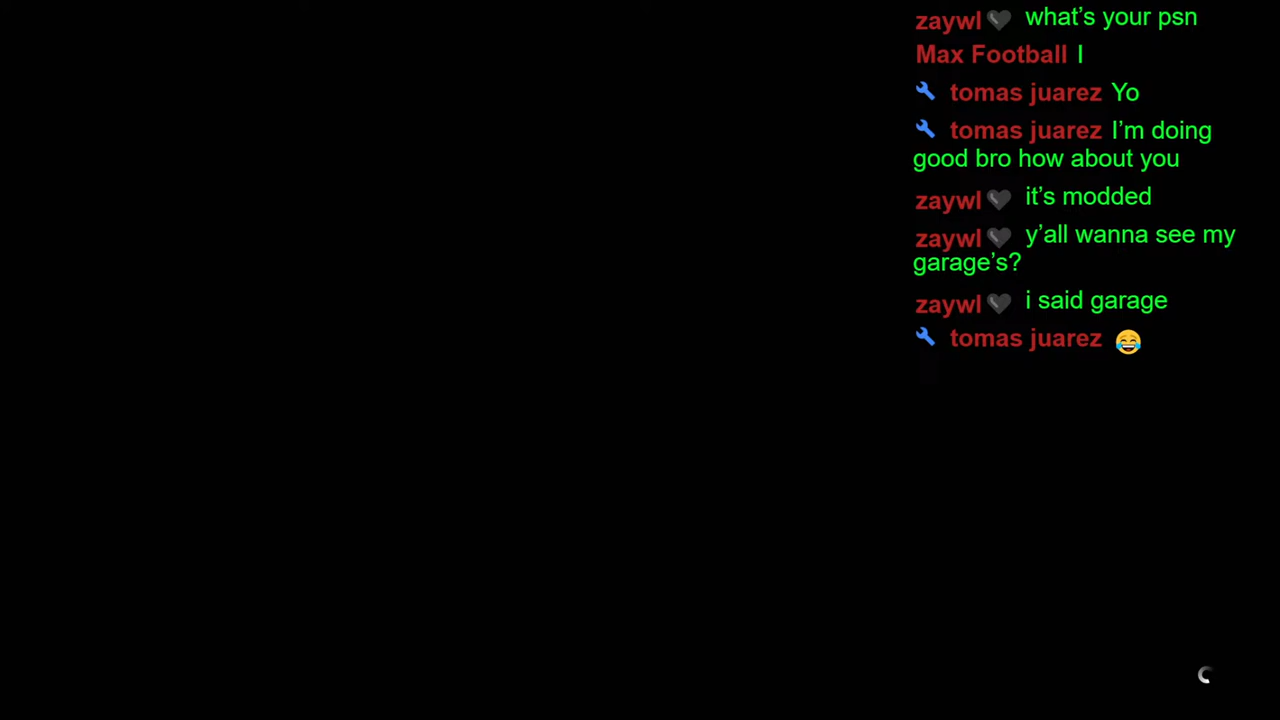 zaywl🖤 what’s your psn
Max Football I
tomas juarez Yo
tomas juarez I’m doing
good bro how about you
zaywl🖤 it’s modded
zaywl🖤 y’all wanna see my
garage’s?
zaywl🖤 i said garage
tomas juarez 😂